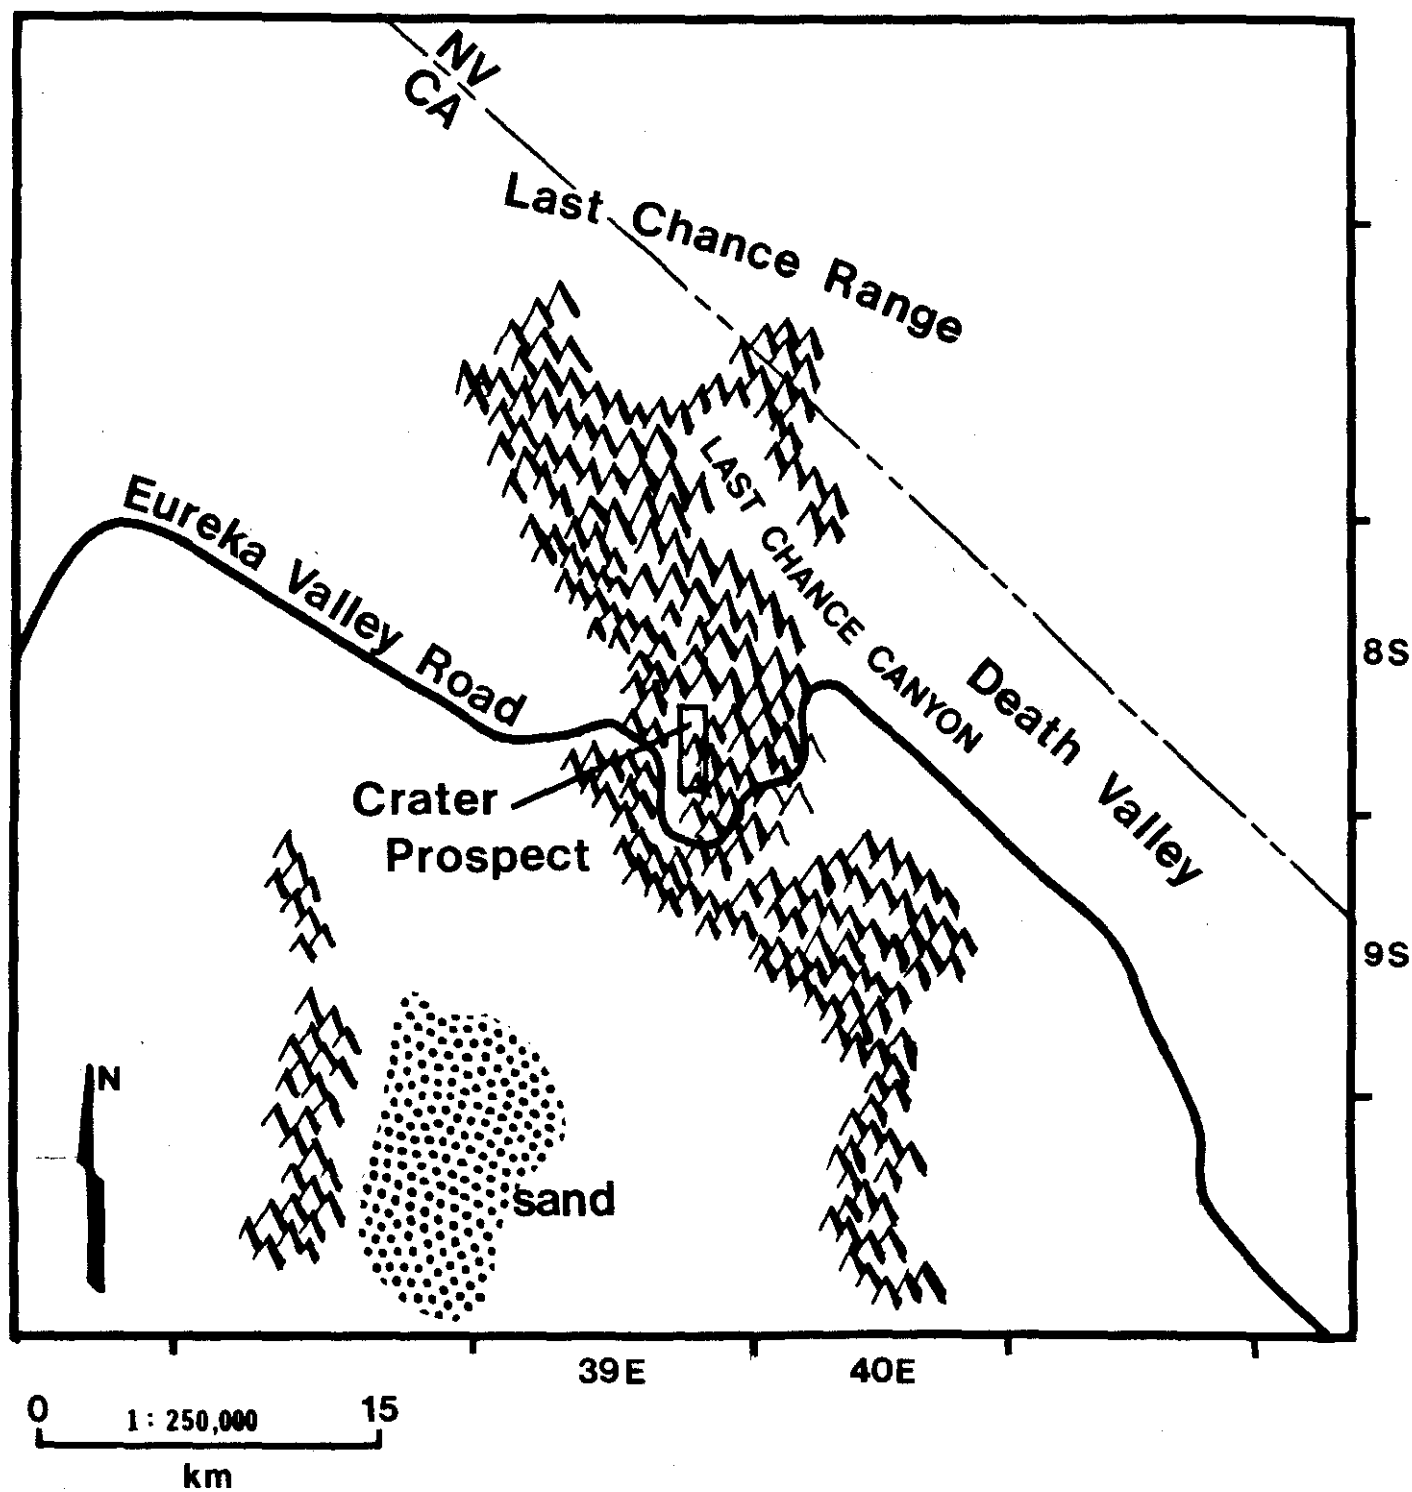 NV
CA
Last Chance Range
LAST CHANCE CANYON
Eureka Valley Road
Death Valley
8S
Crater
Prospect
9S
N
sand
39E 40E
0 1: 250,000 15
km